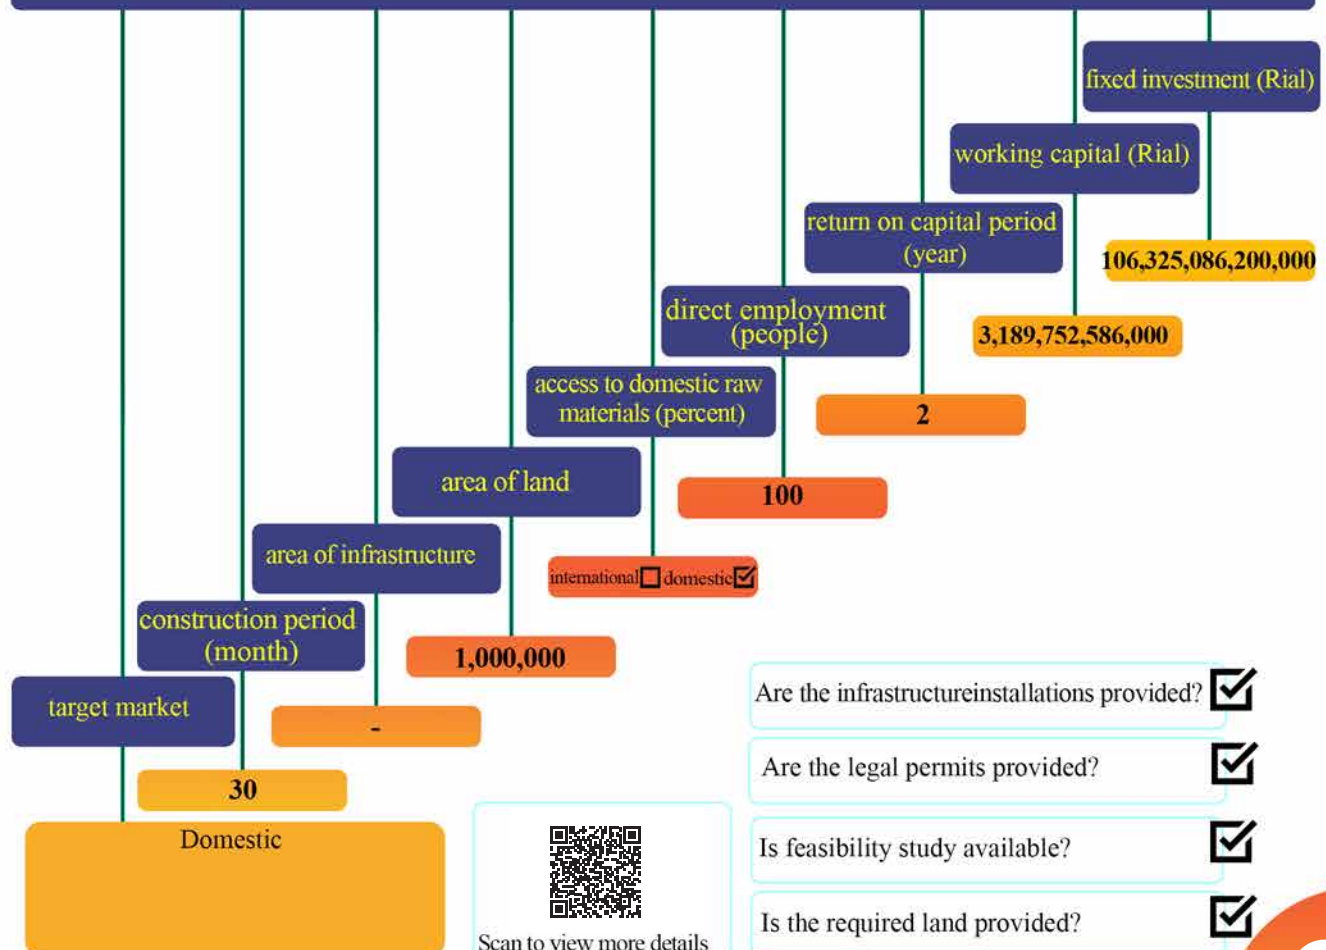 fixed investment (Rial)
106,325,086,200,000
working capital (Rial)
3,189,752,586,000
return on capital period
(year)
2
direct employment
(people)
100
access to domestic raw
materials (percent)
international☐ domestic☑
area of land
1,000,000
area of infrastructure
-
construction period
(month)
30
target market
Domestic
Are the infrastructureinstallations provided? ☑
Are the legal permits provided? ☑
Is feasibility study available? ☑
Is the required land provided? ☑
Scan to view more details